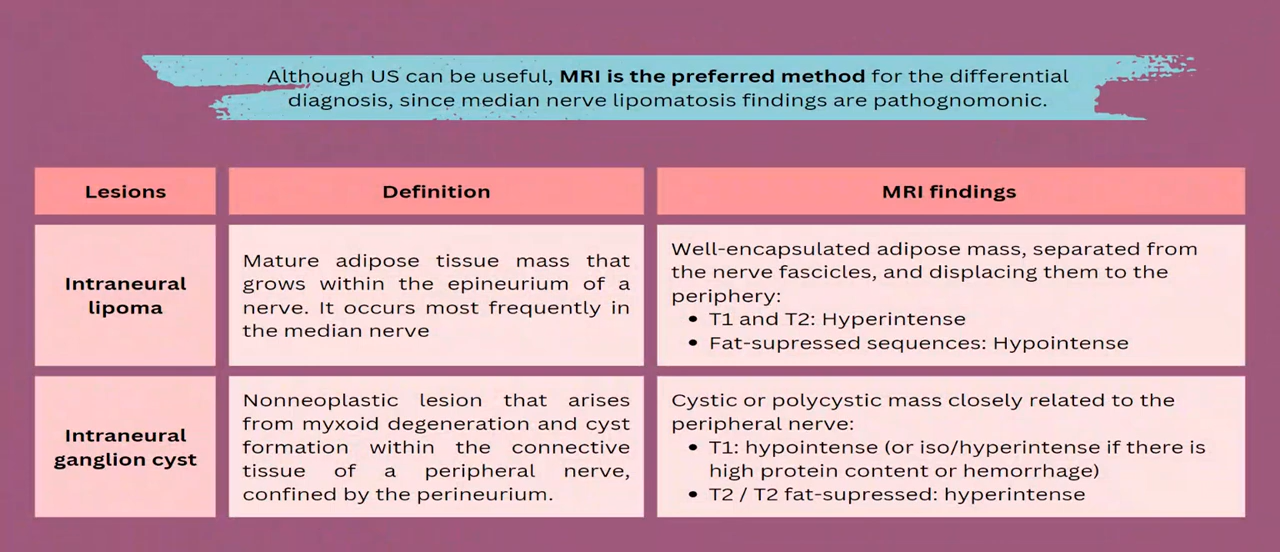 Although US can be useful, MRI is the preferred method for the differential
diagnosis, since median nerve lipomatosis findings are pathognomonic.
Lesions
Definition
MRI findings
Intraneural
lipoma
Mature adipose tissue mass that
grows within the epineurium of a
nerve. It occurs most frequently in
the median nerve
Well-encapsulated adipose mass, separated from
the nerve fascicles, and displacing them to the
periphery:
• T1 and T2: Hyperintense
• Fat-supressed sequences: Hypointense
Intraneural
ganglion cyst
Nonneoplastic lesion that arises
from myxoid degeneration and cyst
formation within the connective
tissue of a peripheral nerve,
confined by the perineurium.
Cystic or polycystic mass closely related to the
peripheral nerve:
• T1: hypointense (or iso/hyperintense if there is
high protein content or hemorrhage)
• T2 / T2 fat-supressed: hyperintense